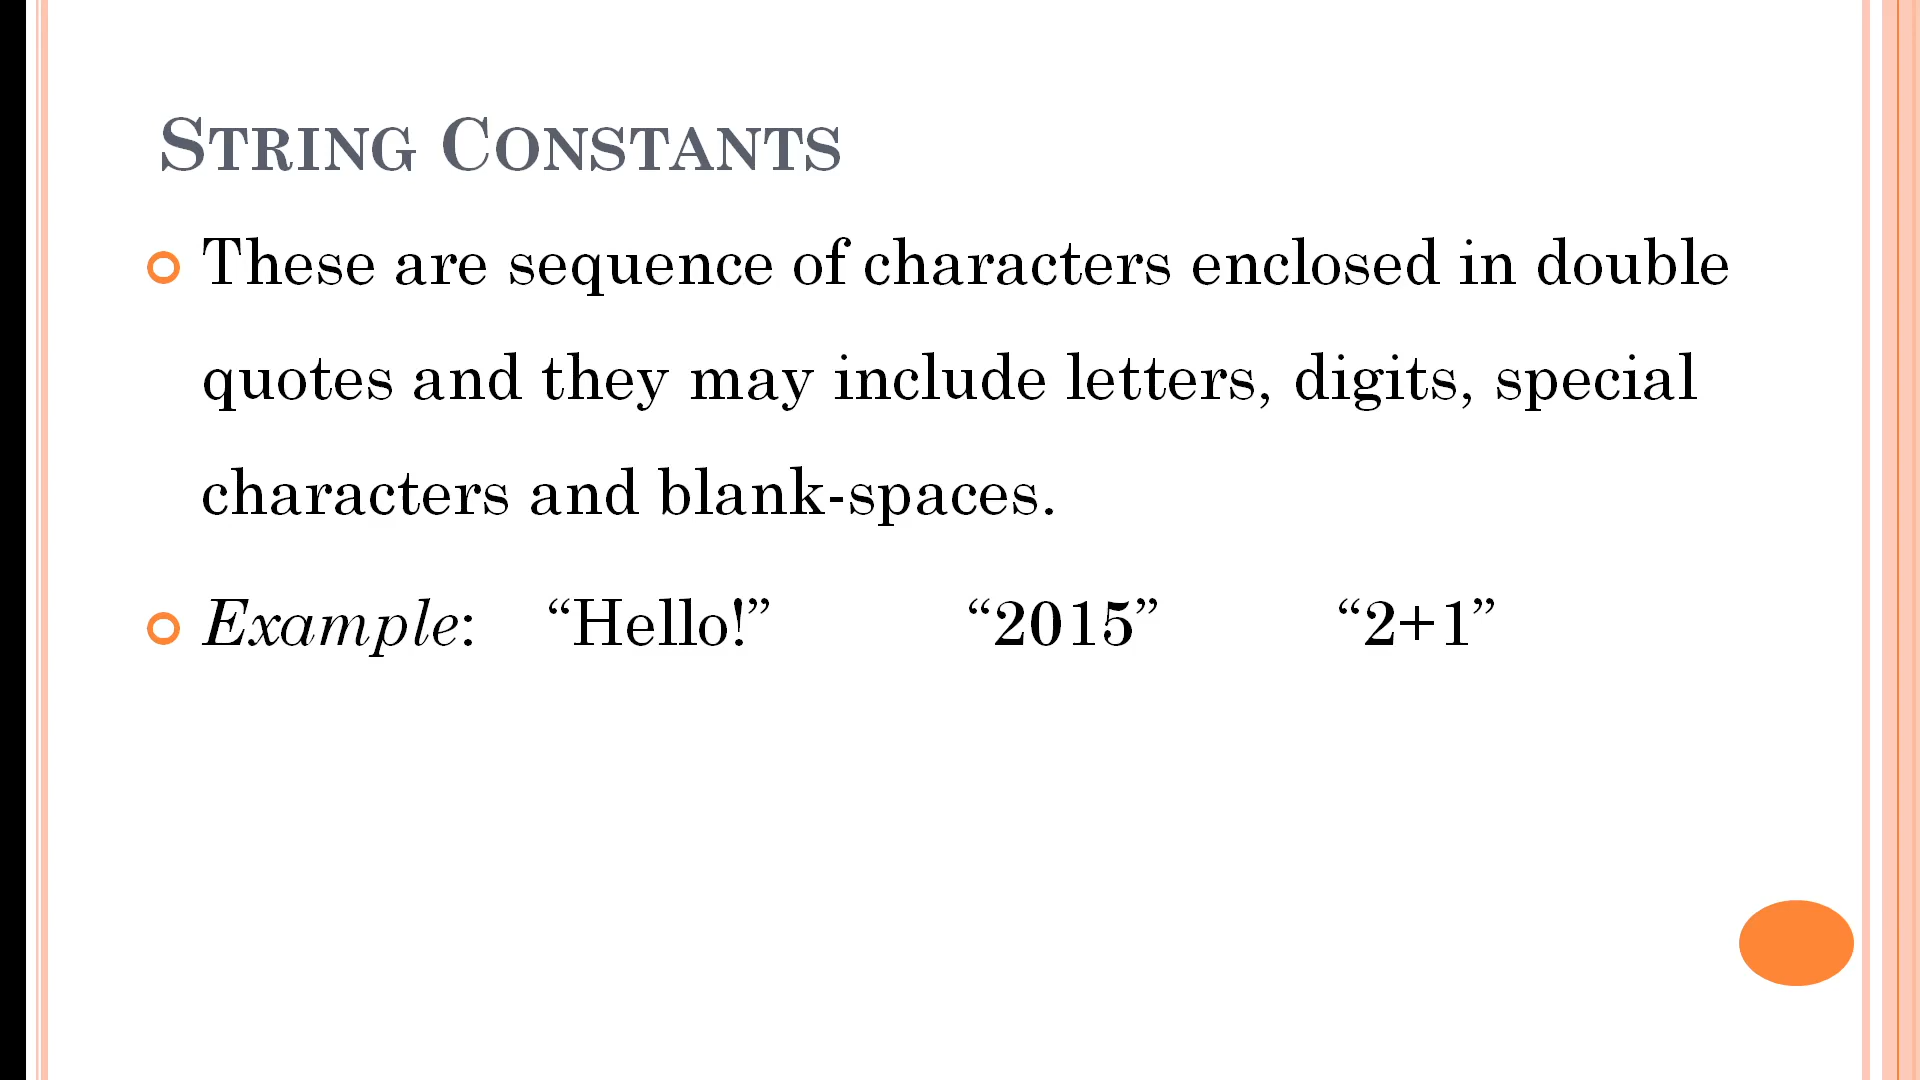 String Constants
These are sequence of characters enclosed in double
quotes and they may include letters, digits, special
characters and blank-spaces.
Example: “Hello!” “2015” “2+1”